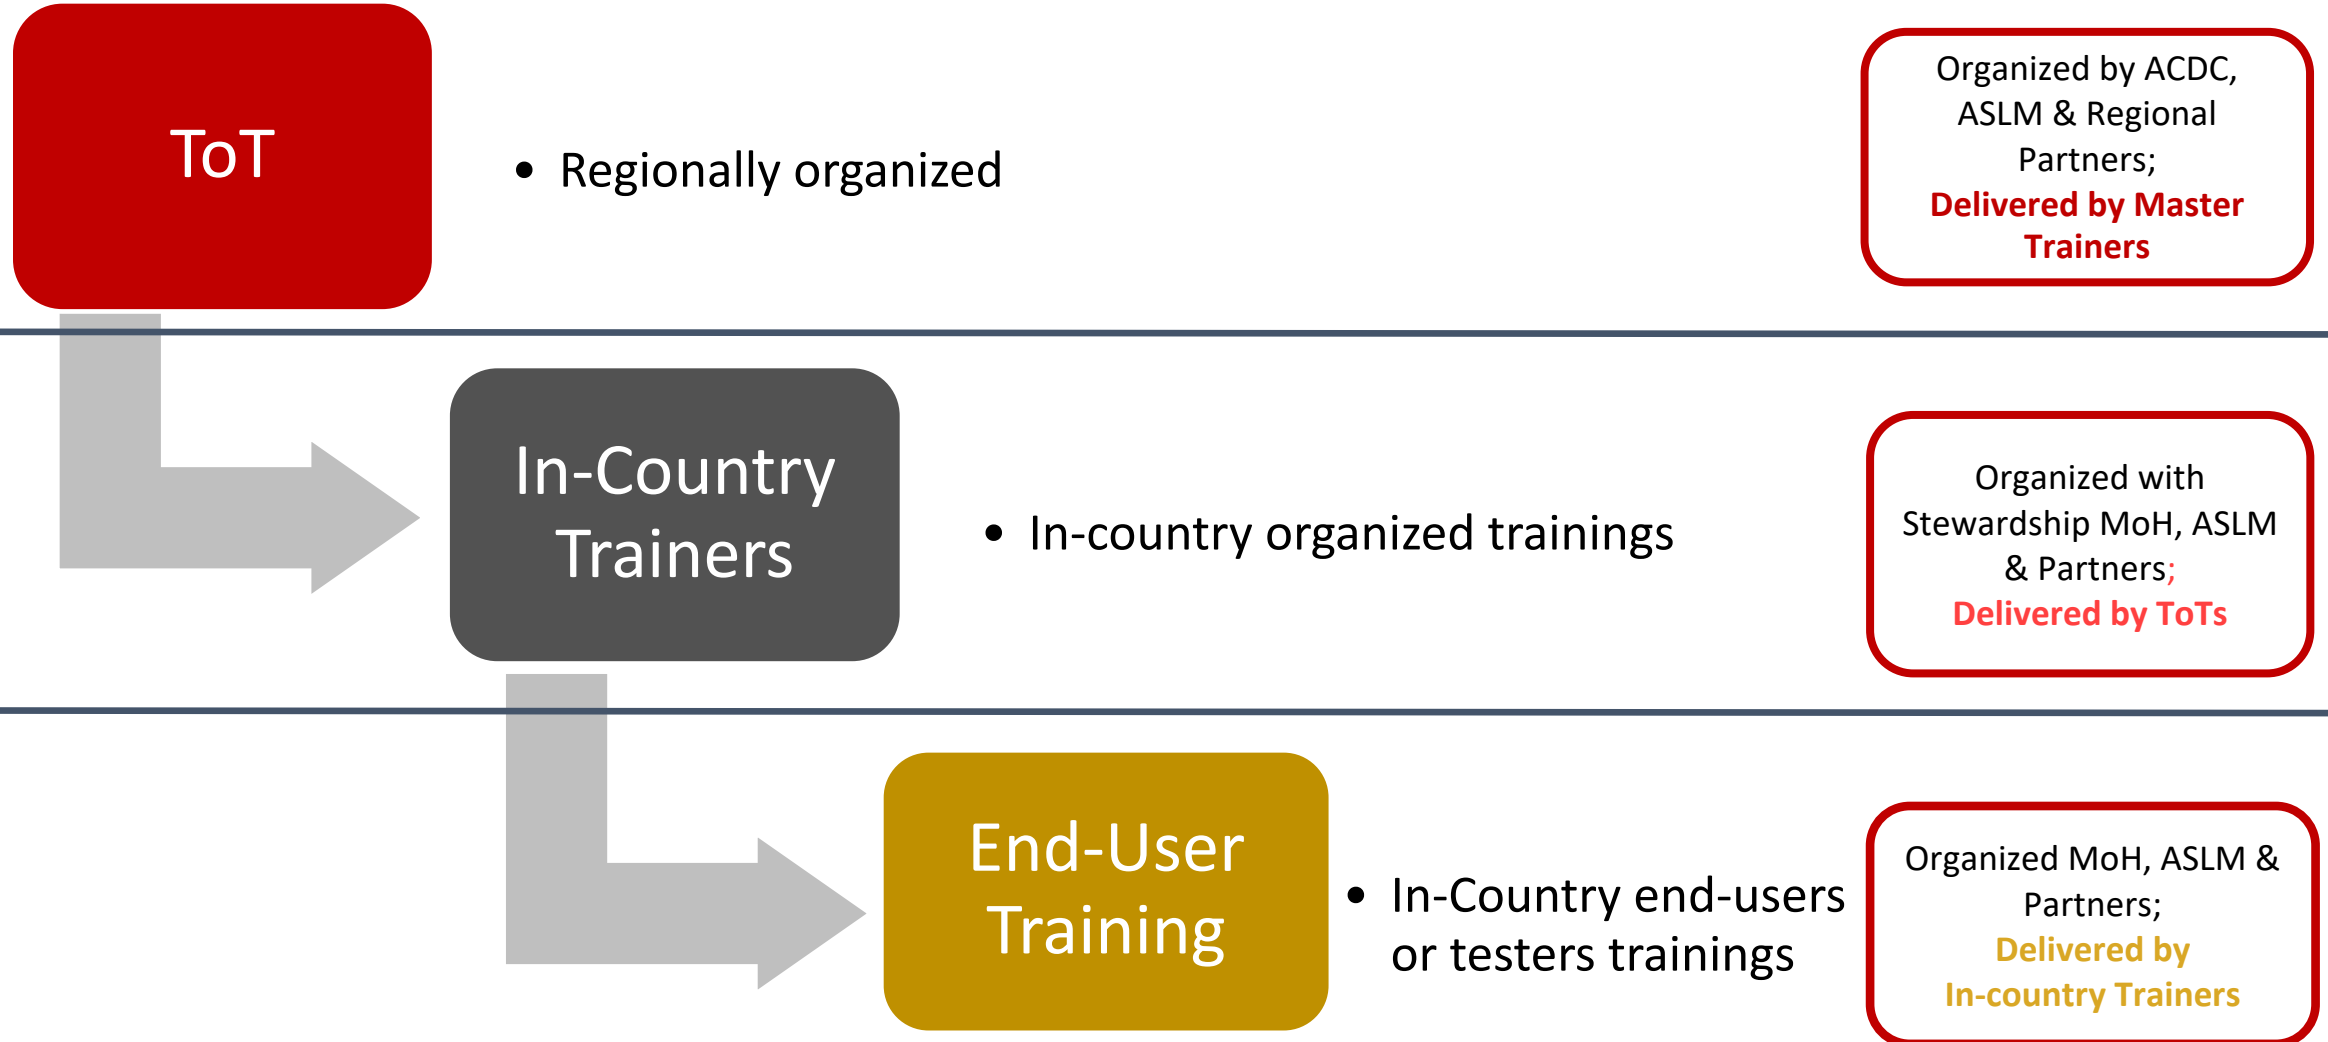 ToT
• Regionally organized
Organized by ACDC,
ASLM & Regional
Partners;
Delivered by Master
Trainers
In-Country
Trainers
• In-country organized trainings
Organized with
Stewardship MoH, ASLM
& Partners;
Delivered by ToTs
End-User
Training
• In-Country end-users
or testers trainings
Organized MoH, ASLM &
Partners;
Delivered by
In-country Trainers